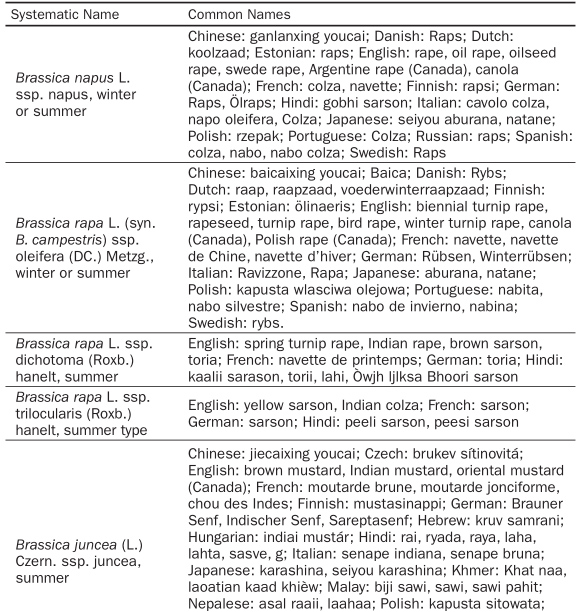 Systematic Name Common Names
Brassica napus L.
ssp. napus, winter
or summer
Chinese: ganlanxing youcai; Danish: Raps; Dutch:
koolzaad; Estonian: raps; English: rape, oil rape, oilseed
rape, swede rape, Argentine rape (Canada), canola
(Canada); French: colza, navette; Finnish: rapsi; German:
Raps, Ölraps; Hindi: gobhi sarson; Italian: cavolo colza,
napo oleifera, Colza; Japanese: seiyou aburana, natane;
Polish: rzepak; Portuguese: Colza; Russian: raps; Spanish:
colza, nabo, nabo colza; Swedish: Raps
Brassica rapa L. (syn.
B. campestris) ssp.
oleifera (DC.) Metzg.,
winter or summer
Chinese: baicaixing youcai; Baica; Danish: Rybs;
Dutch: raap, raapzaad, voederwinterraapzaad; Finnish:
rypsi; Estonian: õlinaeris; English: biennial turnip rape,
rapeseed, turnip rape, bird rape, winter turnip rape, canola
(Canada), Polish rape (Canada); French: navette, navette
de Chine, navette d'hiver; German: Rübsen, Winterrübsen;
Italian: Ravizzone, Rapa; Japanese: aburana, natane;
Polish: kapusta wlasciwa olejowa; Portuguese: nabita,
nabo silvestre; Spanish: nabo de invierno, nabina;
Swedish: rybs.
Brassica rapa L. ssp.
dichotoma (Roxb.)
hanelt, summer
English: spring turnip rape, Indian rape, brown sarson,
toria; French: navette de printemps; German: toria; Hindi:
kaalii sarason, torii, lahi, Òwjh Ijlksa Bhoori sarson
Brassica rapa L. ssp.
trilocularis (Roxb.)
hanelt, summer type
English: yellow sarson, Indian colza; French: sarson;
German: sarson; Hindi: peeli sarson, peesi sarson
Brassica juncea (L.)
Czern. ssp. juncea,
summer
Chinese: jiecaixing youcai; Czech: brukev sítinovitá;
English: brown mustard, Indian mustard, oriental mustard
(Canada); French: moutarde brune, moutarde jonciforme,
chou des Indes; Finnish: mustasinappi; German: Brauner
Senf, Indischer Senf, Sareptasenf; Hebrew: kruv samrani;
Hungarian: indiai mustár; Hindi: rai, ryada, raya, laha,
lahta, sasve, g; Italian: senape indiana, senape bruna;
Japanese: karashina, seiyou karashina; Khmer: Khat naa,
laoatian kaad khièw; Malay: biji sawi, sawi, sawi pahit;
Nepalese: asal raaii, laahaa; Polish: kapusta sitowata;